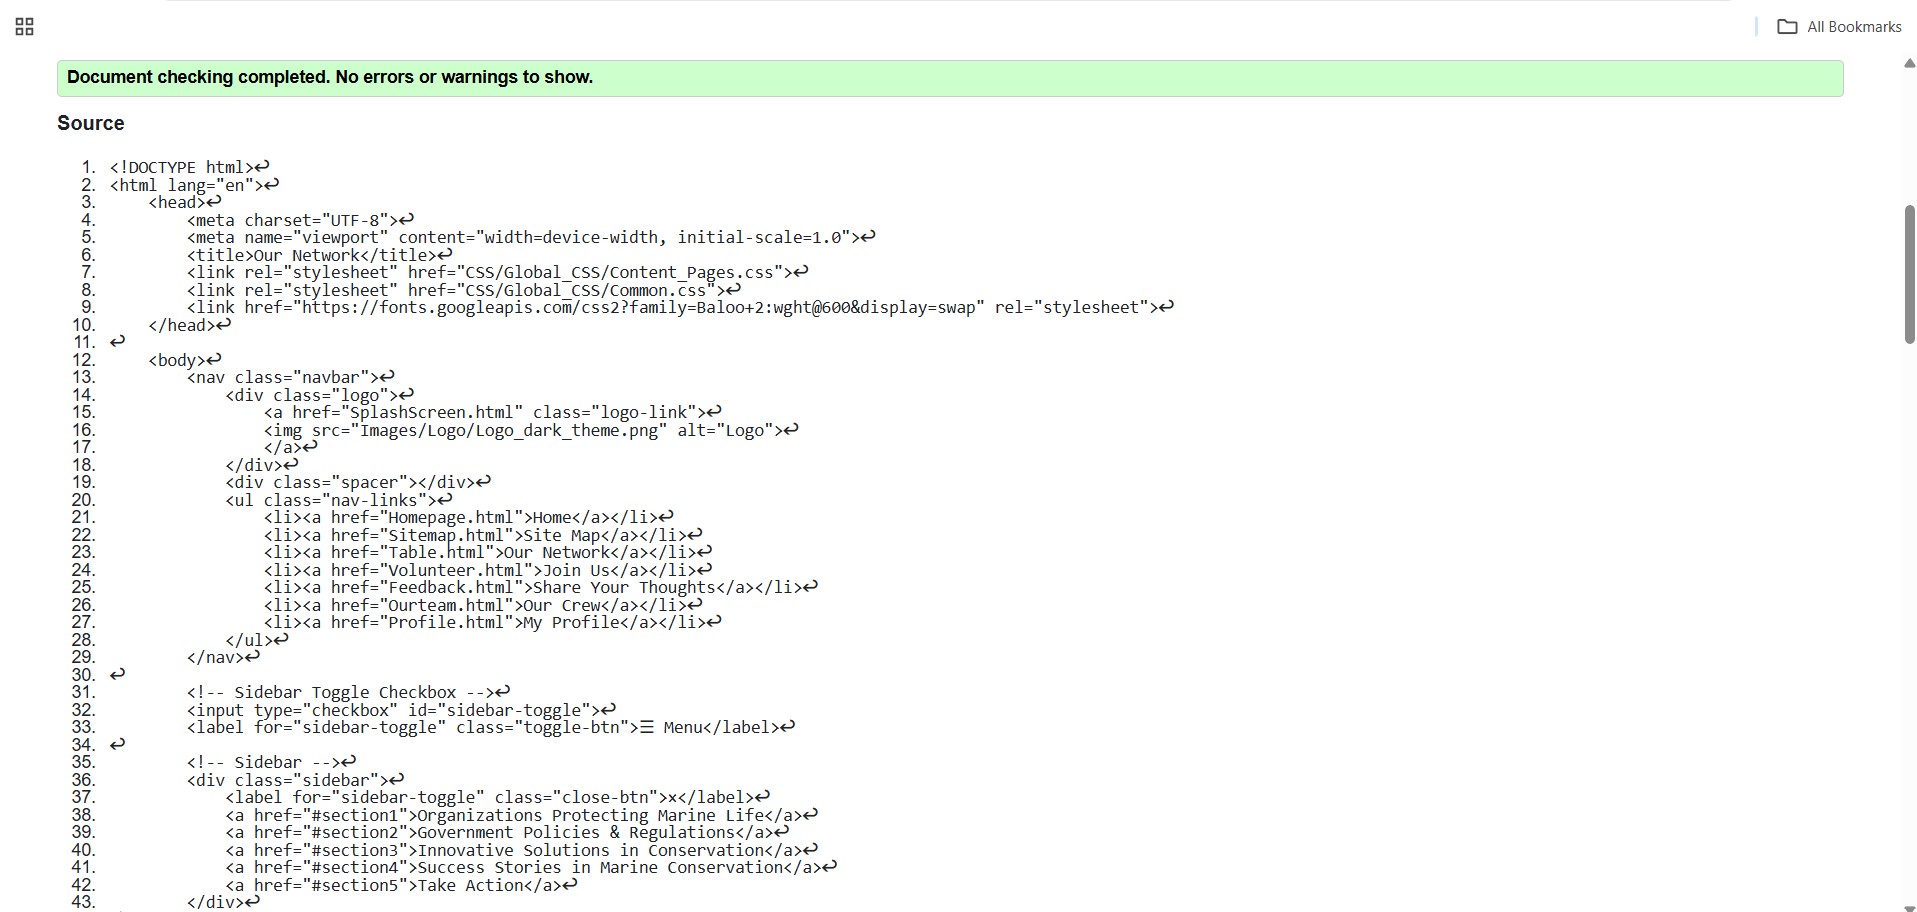 All Bookmarks
Document checking completed. No errors or warnings to show.
Source
1. <!DOCTYPE html>↩
2. <html lang="en">↩
3.     <head>↩
4.         <meta charset="UTF-8">↩
5.         <meta name="viewport" content="width=device-width, initial-scale=1.0">↩
6.         <title>Our Network</title>↩
7.         <link rel="stylesheet" href="CSS/Global_CSS/Content_Pages.css">↩
8.         <link rel="stylesheet" href="CSS/Global_CSS/Common.css">↩
9.         <link href="https://fonts.googleapis.com/css2?family=Baloo+2:wght@600&display=swap" rel="stylesheet">↩
10.     </head>↩
11. ↩
12.     <body>↩
13.         <nav class="navbar">↩
14.             <div class="logo">↩
15.                 <a href="SplashScreen.html" class="logo-link">↩
16.                 <img src="Images/Logo/Logo_dark_theme.png" alt="Logo">↩
17.                 </a>↩
18.             </div>↩
19.             <div class="spacer"></div>↩
20.             <ul class="nav-links">↩
21.                 <li><a href="Homepage.html">Home</a></li>↩
22.                 <li><a href="Sitemap.html">Site Map</a></li>↩
23.                 <li><a href="Table.html">Our Network</a></li>↩
24.                 <li><a href="Volunteer.html">Join Us</a></li>↩
25.                 <li><a href="Feedback.html">Share Your Thoughts</a></li>↩
26.                 <li><a href="Ourteam.html">Our Crew</a></li>↩
27.                 <li><a href="Profile.html">My Profile</a></li>↩
28.             </ul>↩
29.         </nav>↩
30. ↩
31.         <!-- Sidebar Toggle Checkbox -->↩
32.         <input type="checkbox" id="sidebar-toggle">↩
33.         <label for="sidebar-toggle" class="toggle-btn">☰ Menu</label>↩
34. ↩
35.         <!-- Sidebar -->↩
36.         <div class="sidebar">↩
37.             <label for="sidebar-toggle" class="close-btn">x</label>↩
38.             <a href="#section1">Organizations Protecting Marine Life</a>↩
39.             <a href="#section2">Government Policies & Regulations</a>↩
40.             <a href="#section3">Innovative Solutions in Conservation</a>↩
41.             <a href="#section4">Success Stories in Marine Conservation</a>↩
42.             <a href="#section5">Take Action</a>↩
43.         </div>↩